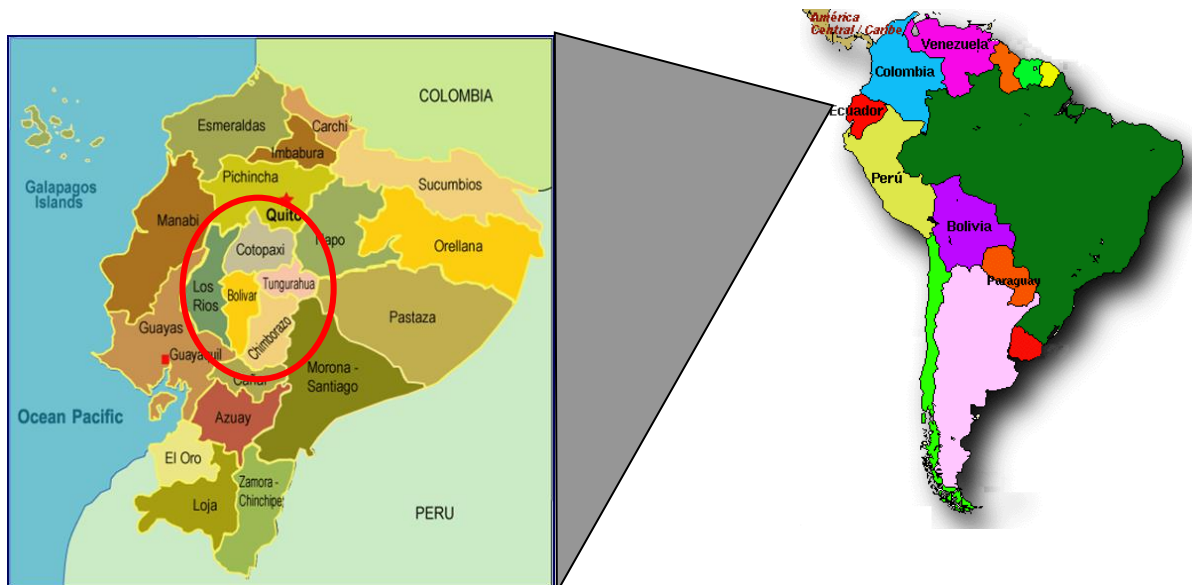 COLOMBIA
Esmeraldas
Carchi
Imbabura
Pichincha
Sucumbios
Galapagos
Islands
Manabi
Quito
Napo
Orellana
Cotopaxi
Tungurahua
Los
Rios
Bolivar
Pastaza
Guayas
Chimborazo
Guayaquil
Cañar
Morona -
Santiago
Ocean Pacific
Azuay
El Oro
Zamora -
Chinchipe
Loja
PERU
América
Central / Caribe
Venezuela
Colombia
Ecuador
Perú
Bolivia
Paraguay